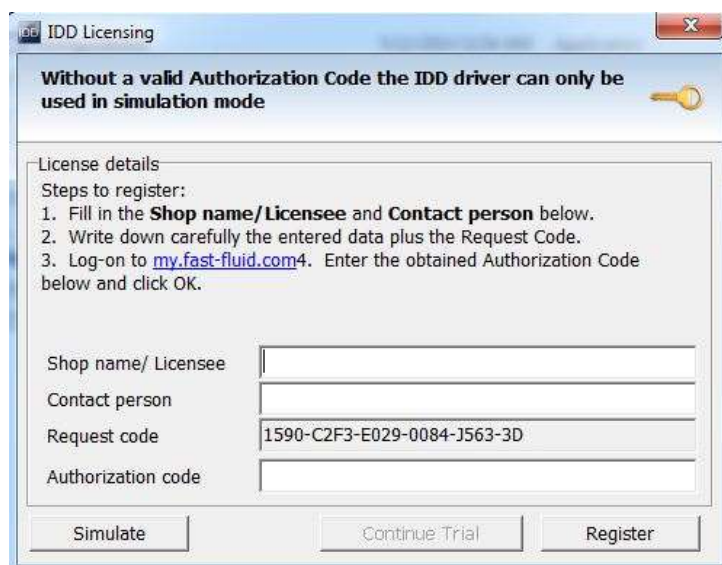 IDD Licensing
Without a valid Authorization Code the IDD driver can only be
used in simulation mode
License details
Steps to register:
1. Fill in the Shop name/Licensee and Contact person below.
2. Write down carefully the entered data plus the Request Code.
3. Log-on to my.fast-fluid.com4. Enter the obtained Authorization Code
below and click OK.
Shop name/ Licensee
Contact person
Request code 1590-C2F3-E029-0084-J563-3D
Authorization code
Simulate Continue Trial Register